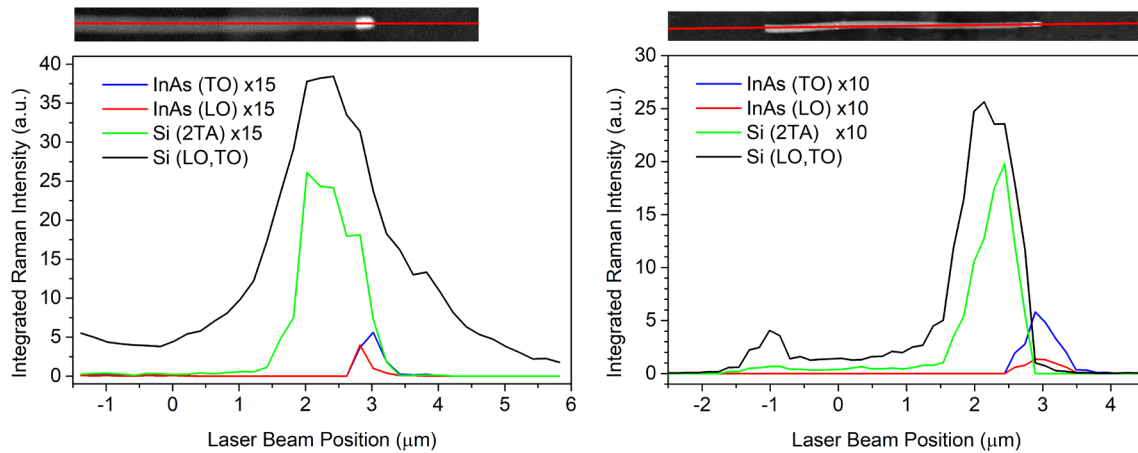 40
35
30
25
20
15
10
5
0
Integrated Raman Intensity (a.u.)
InAs (TO) x15
InAs (LO) x15
Si (2TA) x15
Si (LO,TO)
-1 0 1 2 3 4 5 6
Laser Beam Position (μm)
30
25
20
15
10
5
0
Integrated Raman Intensity (a.u.)
InAs (TO) x10
InAs (LO) x10
Si (2TA) x10
Si (LO,TO)
-2 -1 0 1 2 3 4
Laser Beam Position (μm)